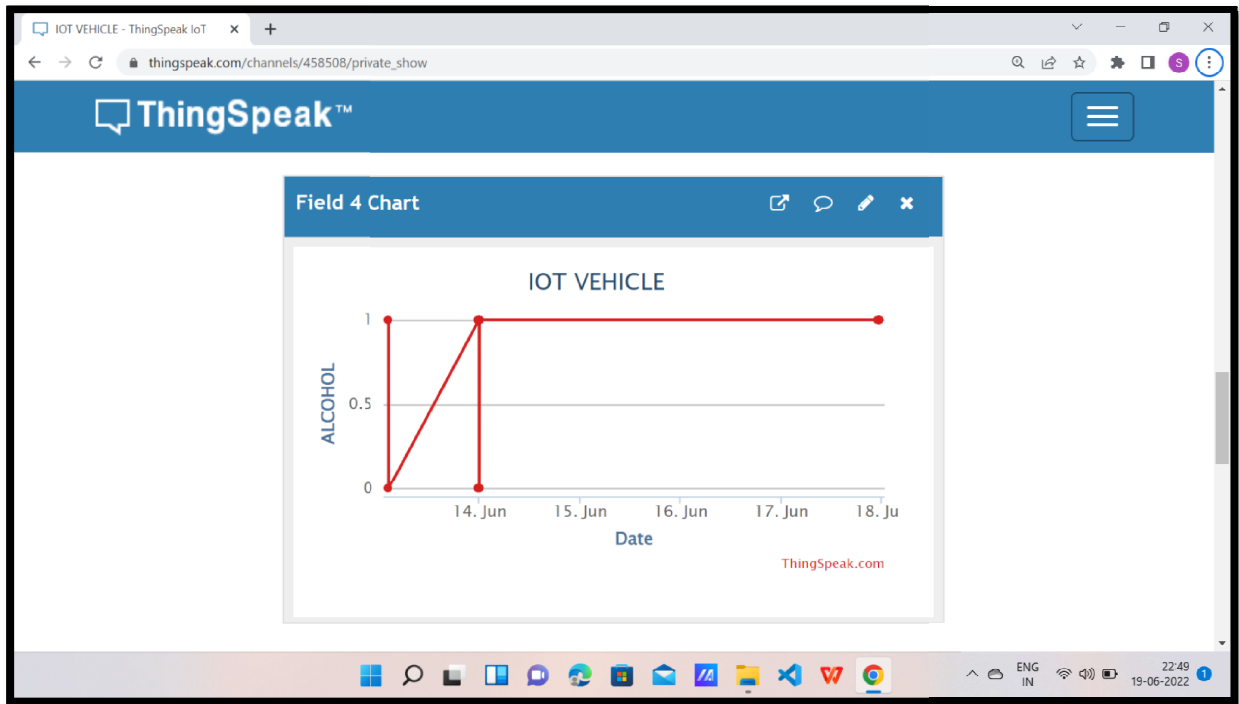 IOT VEHICLE - ThingSpeak IoT
thingspeak.com/channels/458508/private_show
S
ThingSpeak™
Field 4 Chart
IOT VEHICLE
1
0.5
0
ALCOHOL
14. Jun 15. Jun 16. Jun 17. Jun 18. Ju
Date
ThingSpeak.com
ENG
IN
22:49
19-06-2022
1